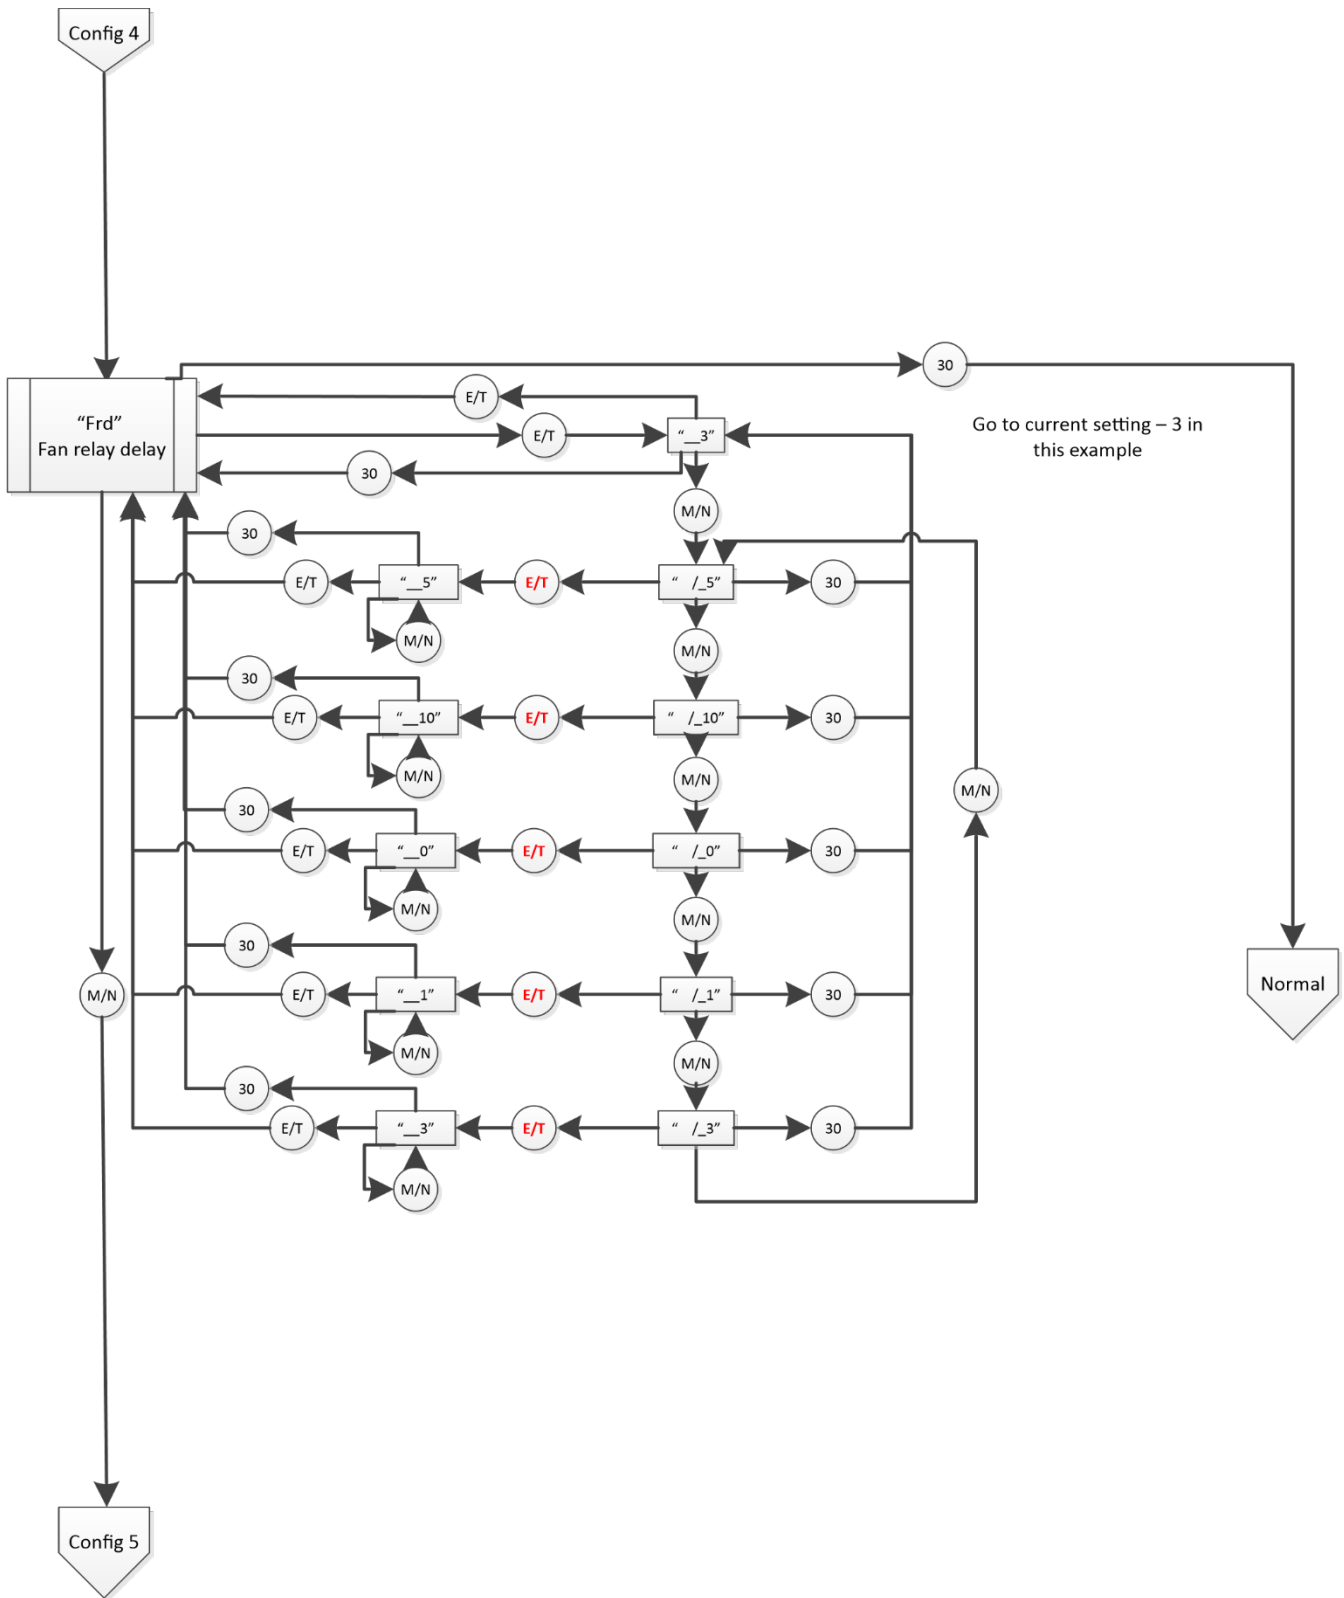 Config 4
30
E/T
“Frd”
Fan relay delay
E/T
“__3”
Go to current setting – 3 in
this example
30
M/N
30
E/T
“__5”
E/T
“ /_5”
30
M/N
M/N
30
E/T
“__10”
E/T
“ /_10”
30
M/N
M/N
M/N
30
E/T
“__0”
E/T
“ /_0”
30
M/N
M/N
30
M/N
E/T
“__1”
E/T
“ /_1”
30
Normal
M/N
M/N
30
E/T
“__3”
E/T
“ /_3”
30
M/N
Config 5